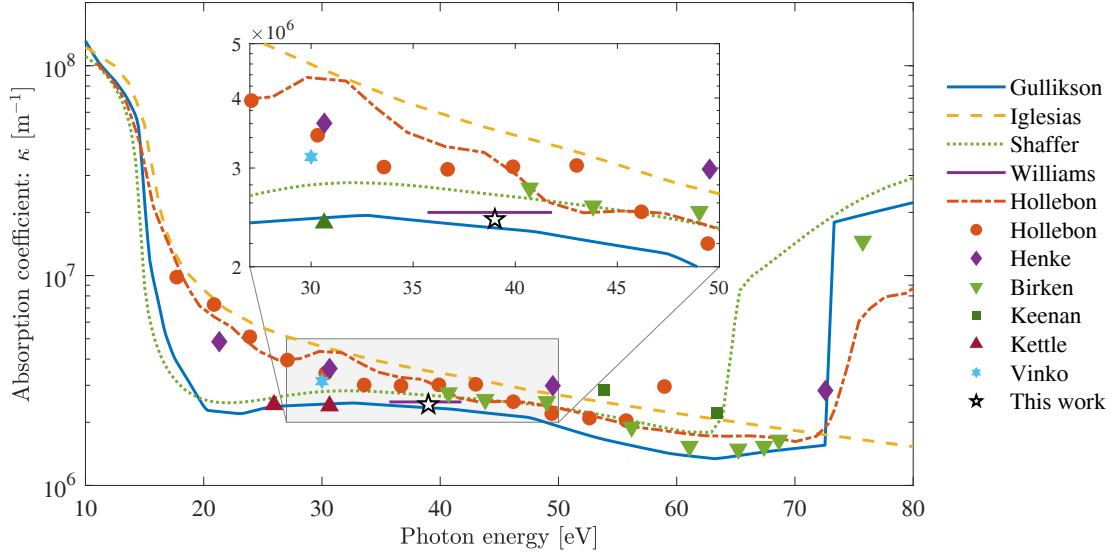 ×10⁶
5
4
3
2
30
35
40
45
50
10⁸
10⁷
10⁶
10
20
30
40
50
60
70
80
Absorption coefficient: κ [m⁻¹]
Photon energy [eV]
Gullikson
Iglesias
Shaffer
Williams
Hollebon
Hollebon
Henke
Birken
Keenan
Kettle
Vinko
This work